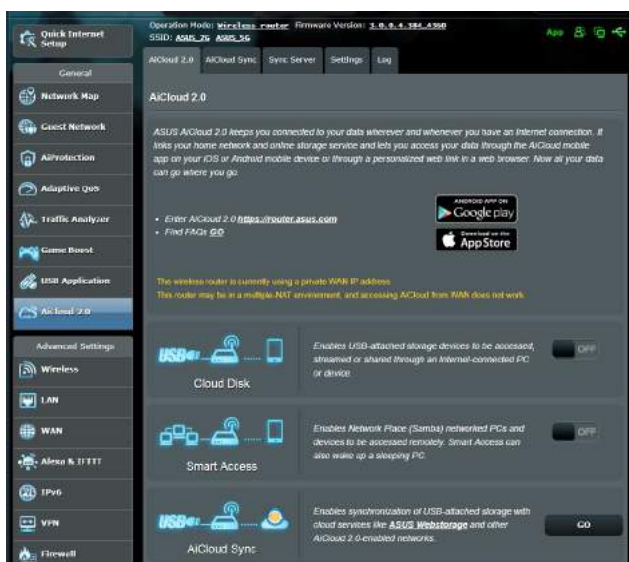 Quick Internet
Setup
Operation Mode: Wireless router Firmware Version: 3.0.0.4.384_4360
SSID: ASUS_2G ASUS_5G
App
AiCloud 2.0 AiCloud Sync Sync Server Settings Log
General
Network Map
Guest Network
AiProtection
Adaptive QoS
Traffic Analyzer
Game Boost
USB Application
AiCloud 2.0
Advanced Settings
Wireless
LAN
WAN
Alexa & IFTTT
IPv6
VPN
Firewall
AiCloud 2.0
ASUS AiCloud 2.0 keeps you connected to your data wherever and whenever you have an Internet connection. It
links your home network and online storage service and lets you access your data through the AiCloud mobile
app on your iOS or Android mobile device or through a personalized web link in a web browser. Now all your data
can go where you go.
• Enter AiCloud 2.0 https://router.asus.com
• Find FAQs GO
ANDROID APP ON
Google play
Download on the
App Store
The wireless router is currently using a private WAN IP address.
This router may be in a multiple-NAT environment, and accessing AiCloud from WAN does not work.
USB
Cloud Disk
Enables USB-attached storage devices to be accessed,
streamed or shared through an Internet-connected PC
or device.
OFF
Smart Access
Enables Network Place (Samba) networked PCs and
devices to be accessed remotely. Smart Access can
also wake up a sleeping PC.
OFF
USB
AiCloud Sync
Enables synchronization of USB-attached storage with
cloud services like ASUS Webstorage and other
AiCloud 2.0-enabled networks.
GO